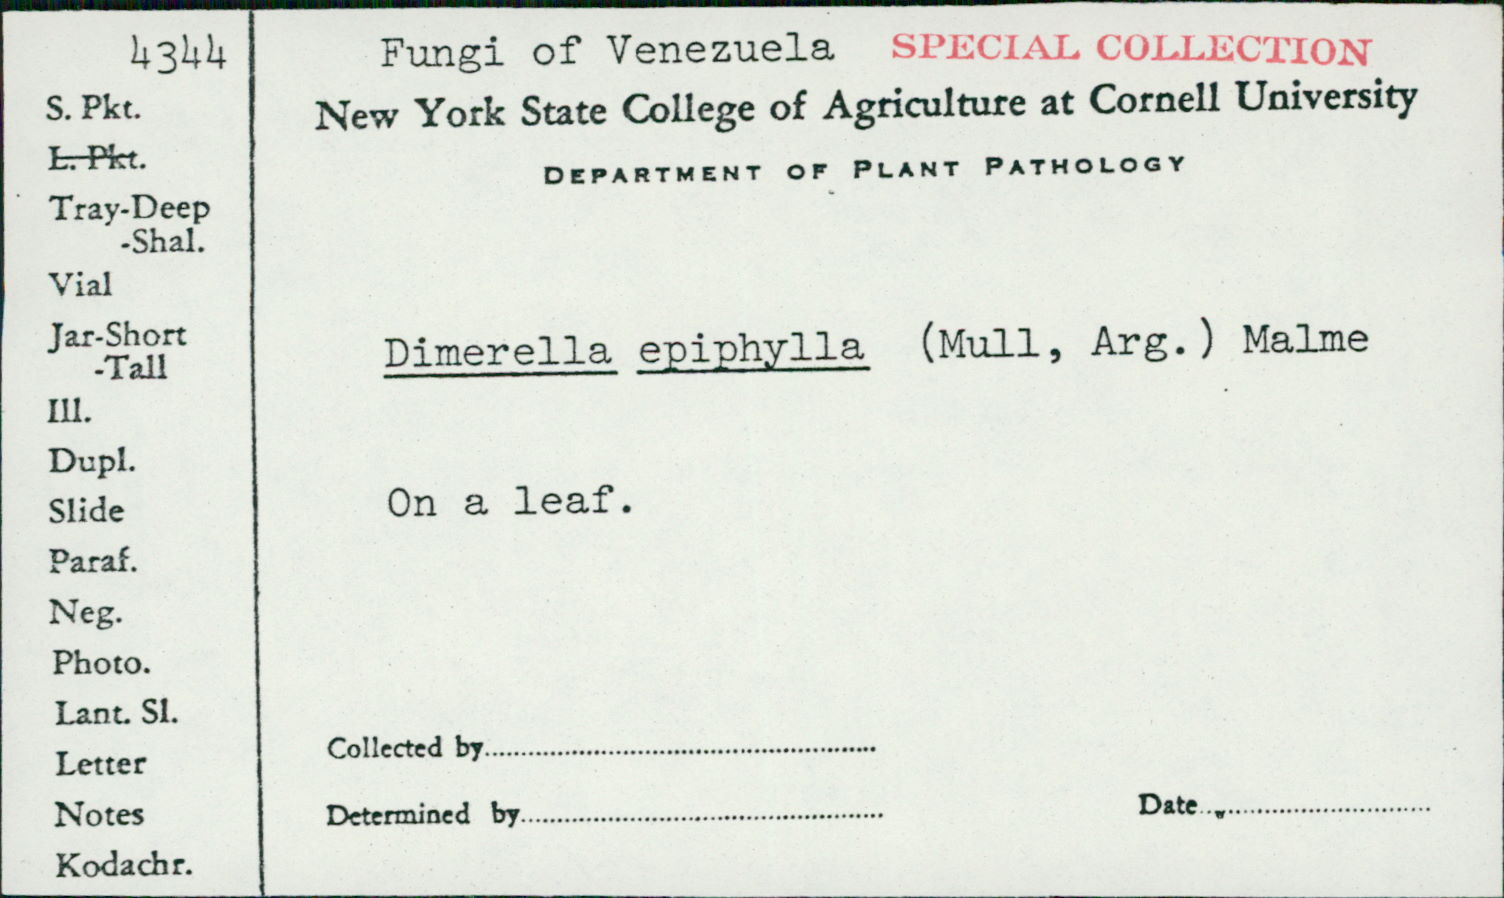 4344
S. Pkt.
L. Pkt.
Tray-Deep
-Shal.
Vial
Jar-Short
-Tall
Ill.
Dupl.
Slide
Paraf.
Neg.
Photo.
Lant. Sl.
Letter
Notes
Kodachr.
Fungi of Venezuela SPECIAL COLLECTION
New York State College of Agriculture at Cornell University
DEPARTMENT OF PLANT PATHOLOGY
Dimerella epiphylla (Mull, Arg.) Malme
On a leaf.
Collected by
Determined by
Date